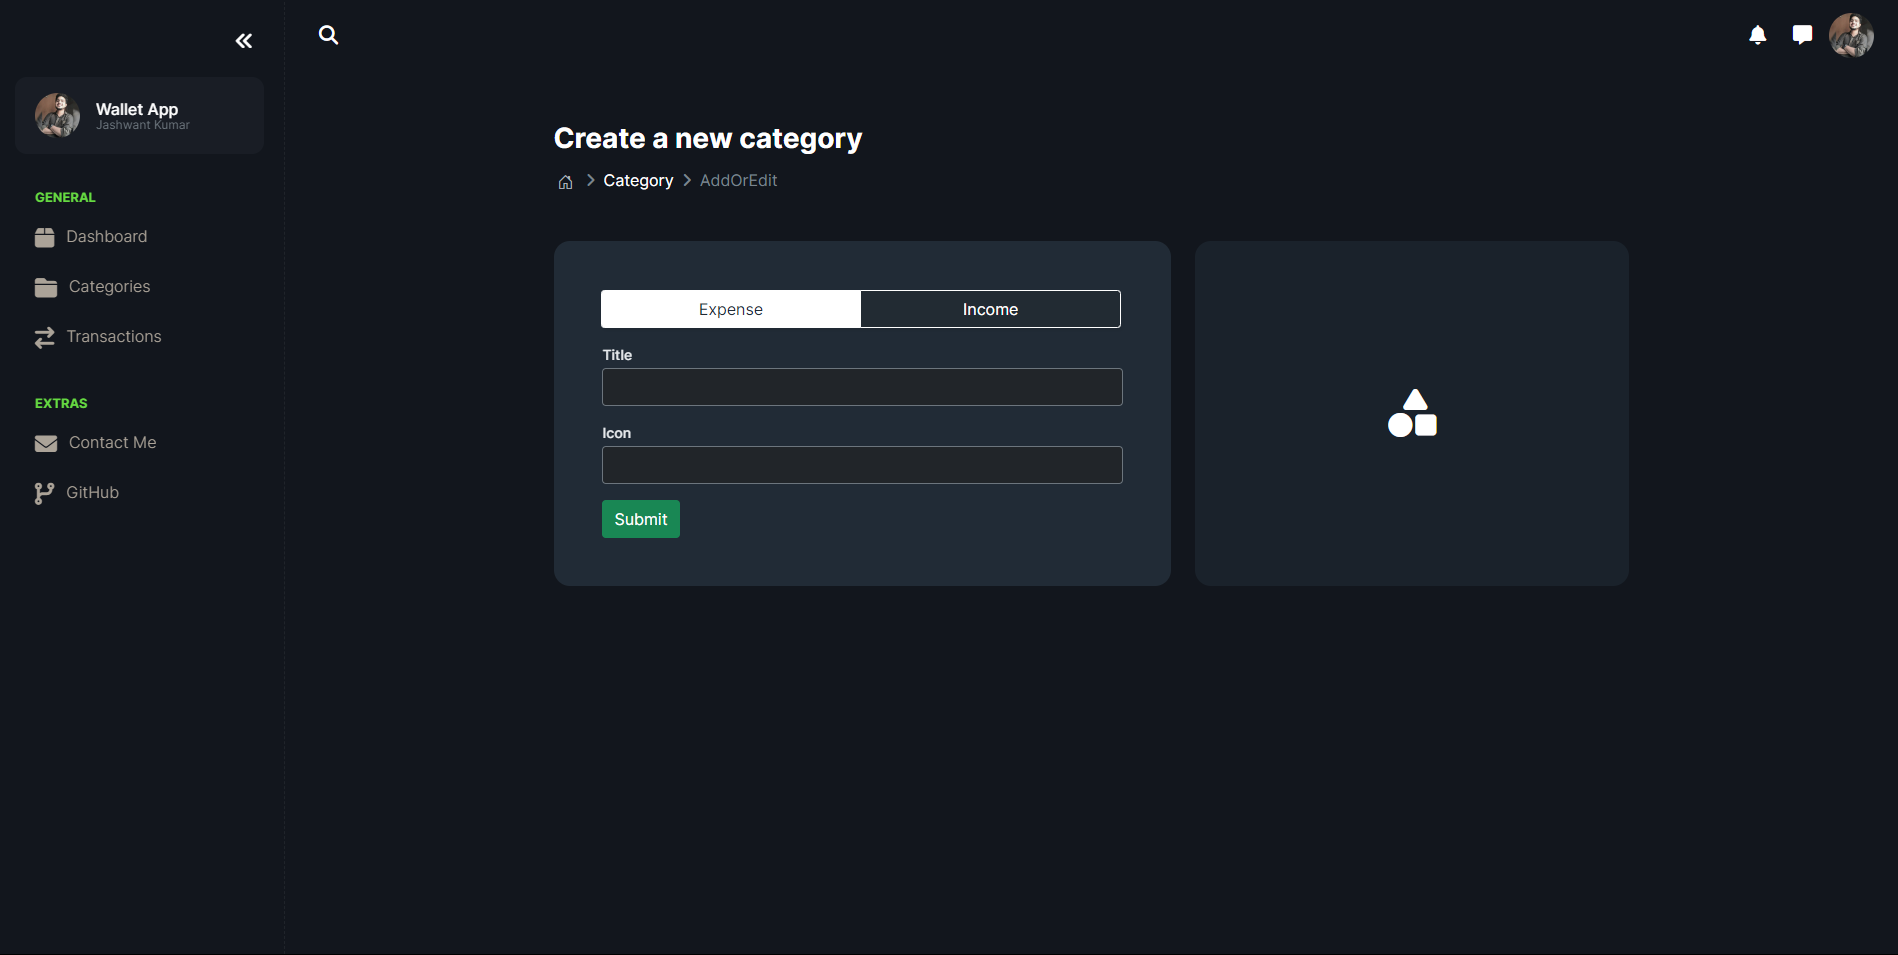 Wallet App
Jashwant Kumar
GENERAL
Dashboard
Categories
Transactions
EXTRAS
Contact Me
GitHub
Create a new category
Category AddOrEdit
Expense Income
Title
Icon
Submit